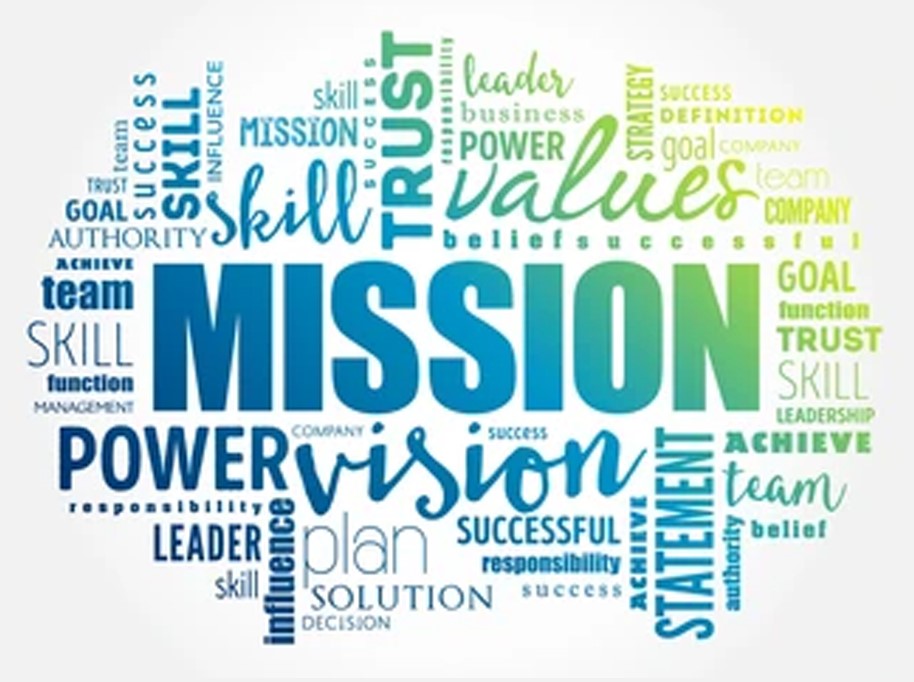 team
success
SKILL
INFLUENCE
skill
success
TRUST
responsibility
leader
business
POWER
STRATEGY
SUCCESS
DEFINITION
goal
COMPANY
MISSION
TRUST
GOAL
AUTHORITY
skill
values
team
COMPANY
belief
successful
ACHIEVE
team
SKILL
function
MANAGEMENT
MISSION
GOAL
function
TRUST
SKILL
LEADERSHIP
POWER
COMPANY
vision
success
STATEMENT
ACHIEVE
team
belief
authority
responsibility
LEADER
influence
skill
plan
SOLUTION
DECISION
SUCCESSFUL
responsibility
success
ACHIEVE